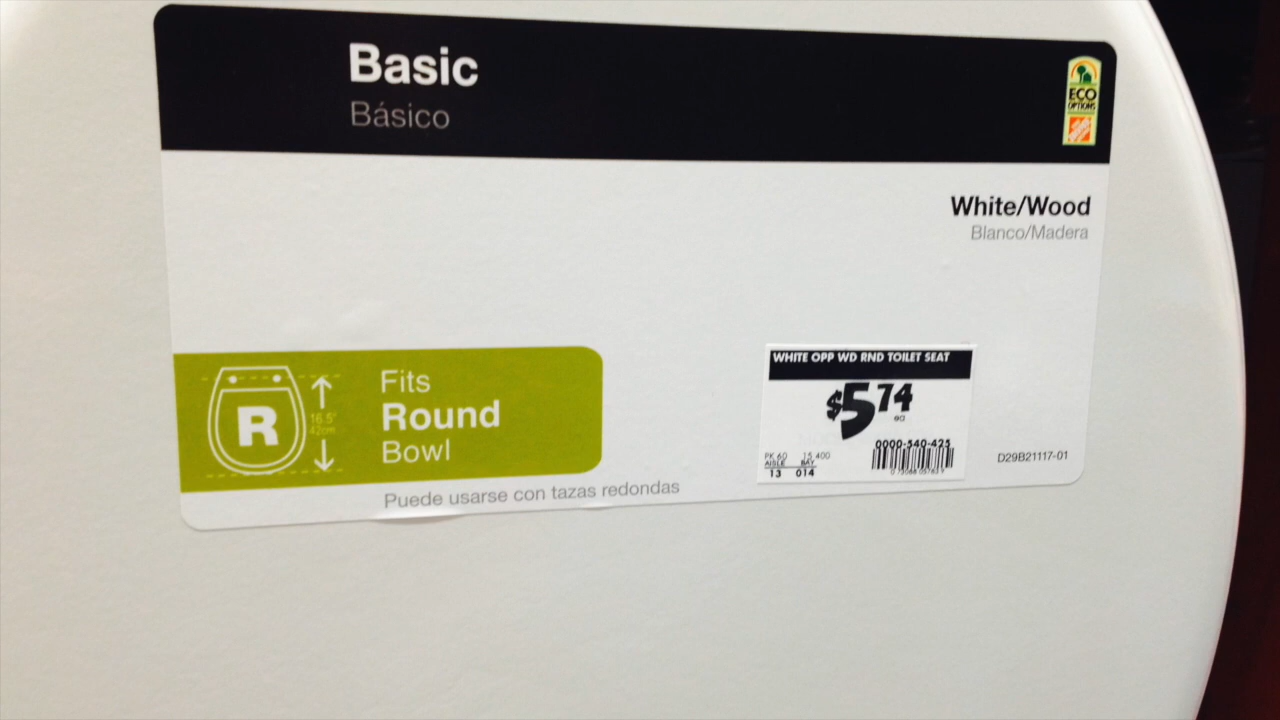 Basic
Básico
ECO
OPTIONS
White/Wood
Blanco/Madera
R
16.5"
42cm
Fits
Round
Bowl
Puede usarse con tazas redondas
WHITE OPP WD RND TOILET SEAT
$5 74
ea
0000-540-425
PK 60 15,400
AISLE BAY
13 014
D29B21117-01